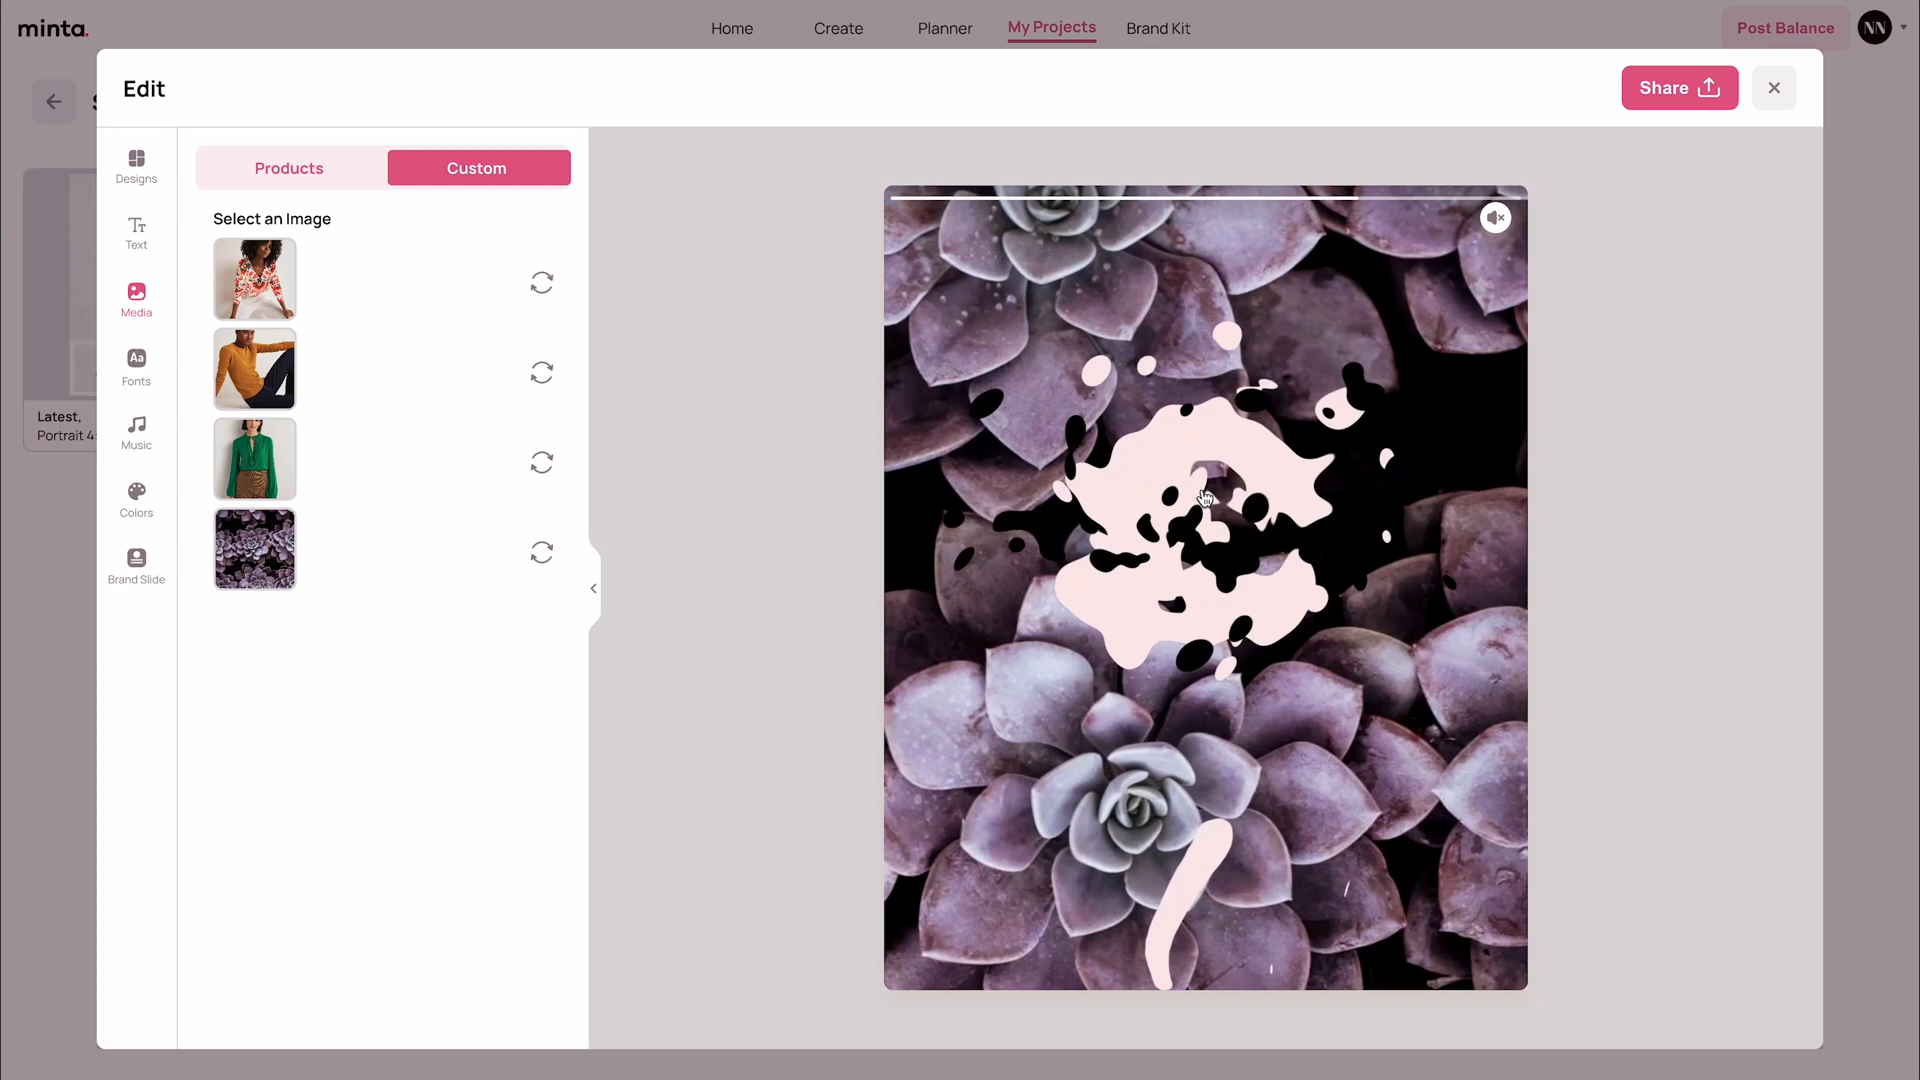 minta.
Home
Create
Planner
My Projects
Brand Kit
Post Balance
NN
Edit
Share
Designs
Text
Media
Aa
Fonts
Music
Colors
Brand Slide
Products
Custom
Select an Image
Latest,
Portrait 4: